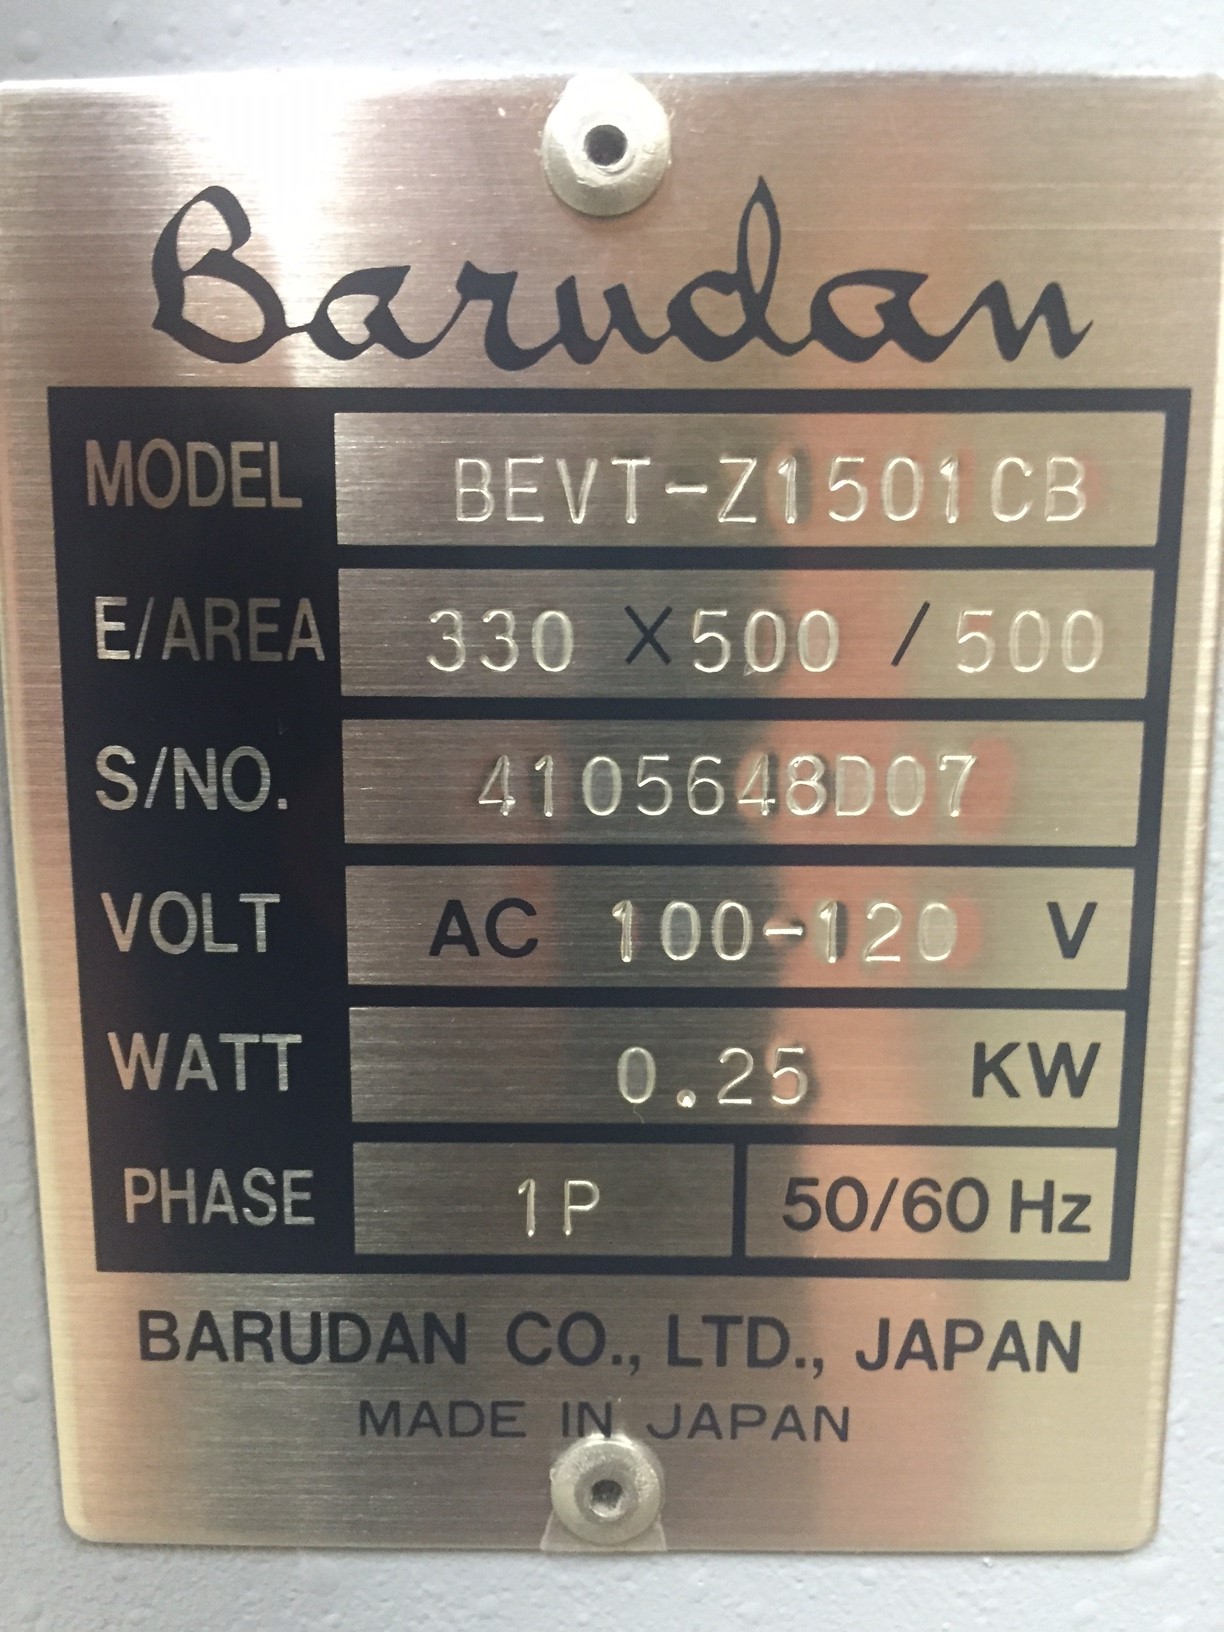 Barudan
MODEL BEVT-Z1501CB
E/AREA 330 X 500 / 500
S/NO. 4105648D07
VOLT AC 100-120 V
WATT 0.25 KW
PHASE 1P 50/60 Hz
BARUDAN CO., LTD., JAPAN
MADE IN JAPAN